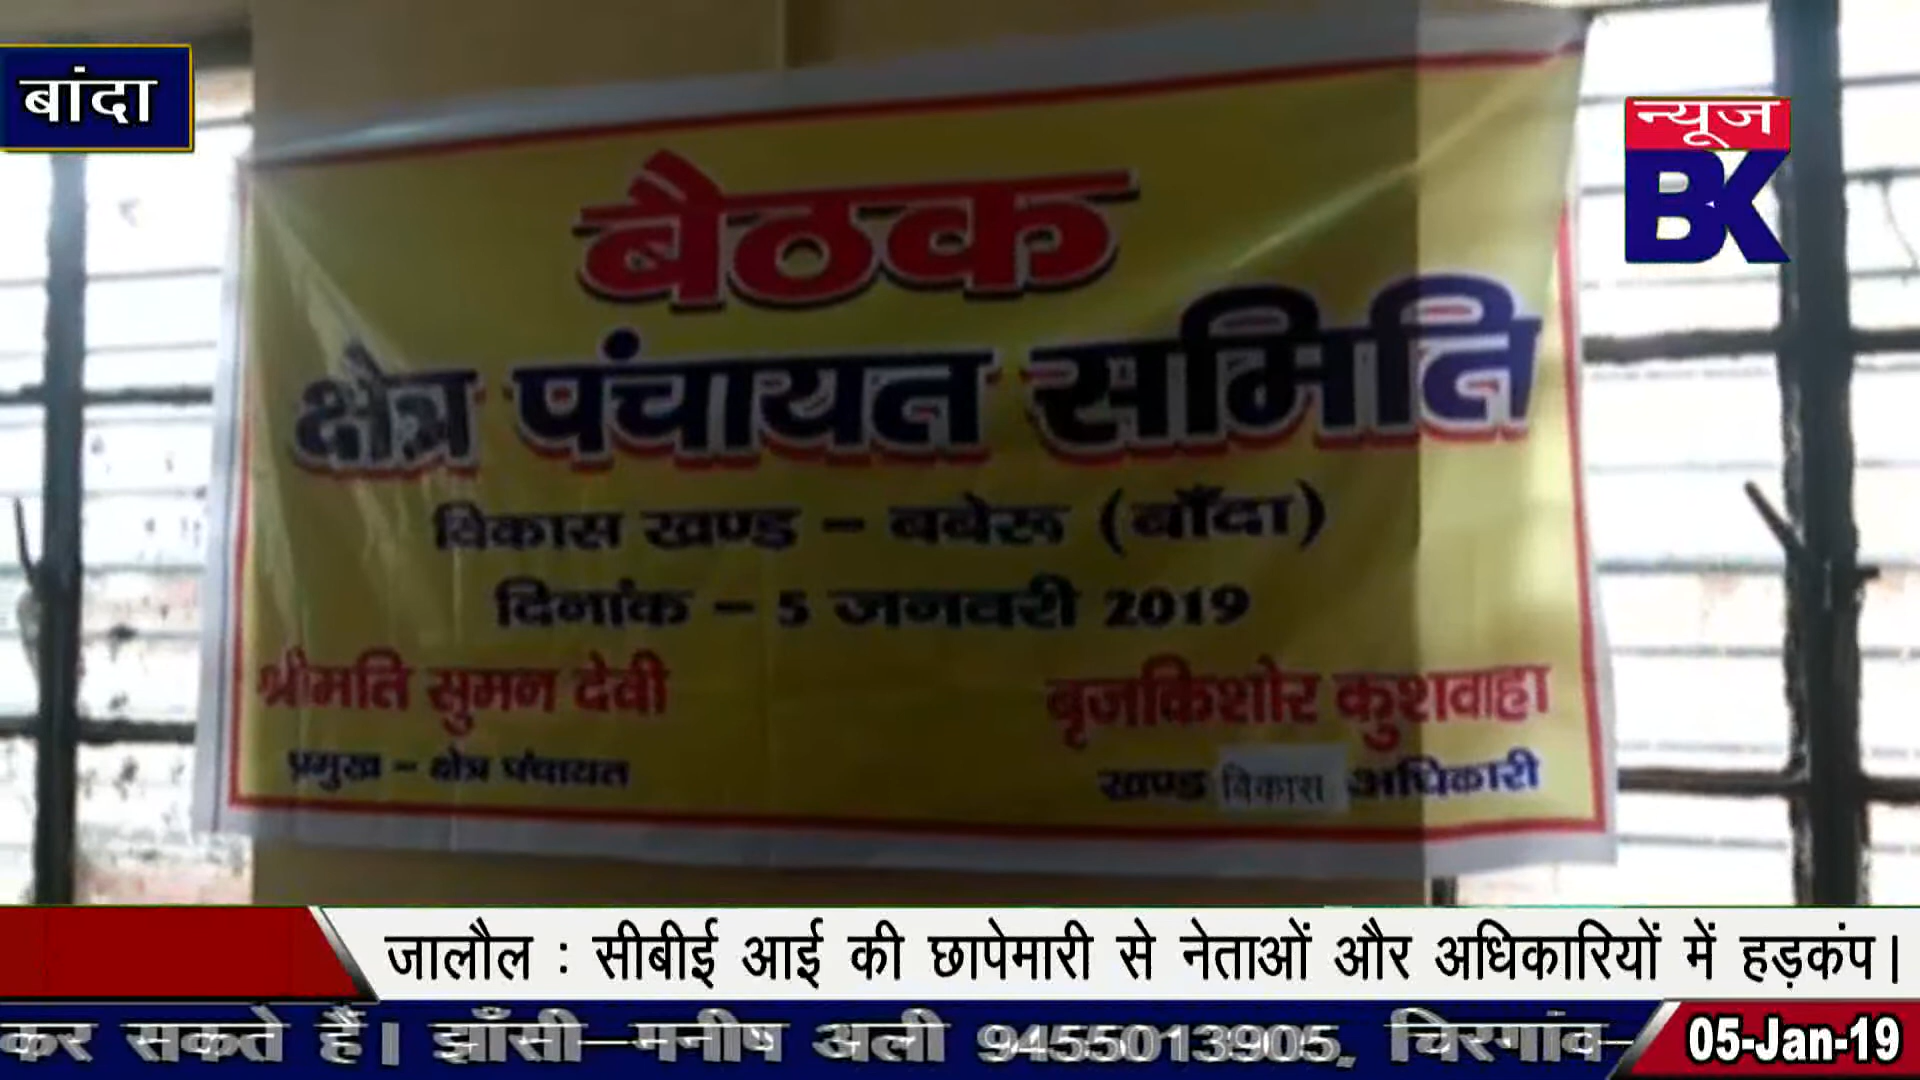 बांदा
न्यूज
BK
बैठक
क्षेत्र पंचायत समिति
विकास खण्ड - बबेरू (बाँदा)
दिनांक - 5 जनवरी 2019
श्रीमति सुमन देवी
बृजकिशोर कुशवाहा
प्रमुख - क्षेत्र पंचायत
खण्ड विकास अधिकारी
जालौल : सीबीई आई की छापेमारी से नेताओं और अधिकारियों में हड़कंप।
कर सकते हैं। झाँसी-मनीष अली 9455013905, चिरगांव-
05-Jan-19